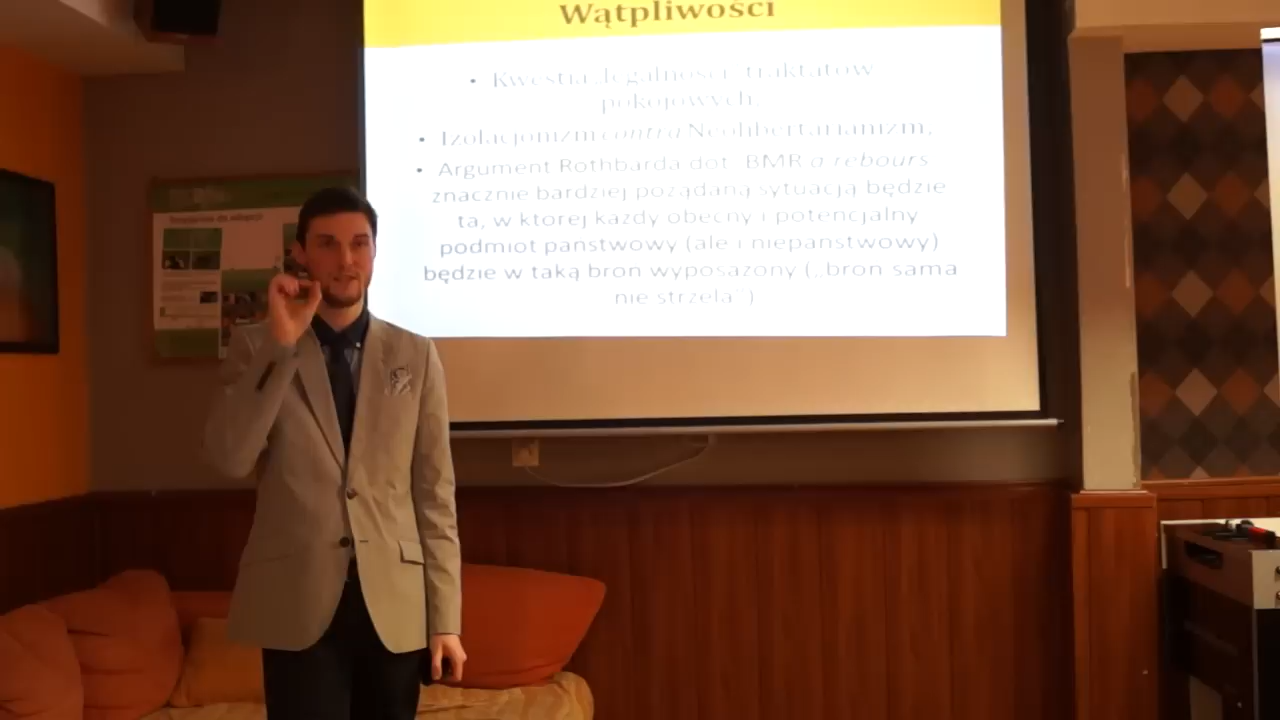 Wątpliwości
• Kwestia „legalności” traktatów
pokojowych,
• Izolacjonizm contra Neolibertarianizm,
• Argument Rothbarda dot. BMR a rebours
znacznie bardziej pożądaną sytuacją będzie
ta, w której każdy obecny i potencjalny
podmiot państwowy (ale i niepaństwowy)
będzie w taką broń wyposażony („broń sama
nie strzela”)